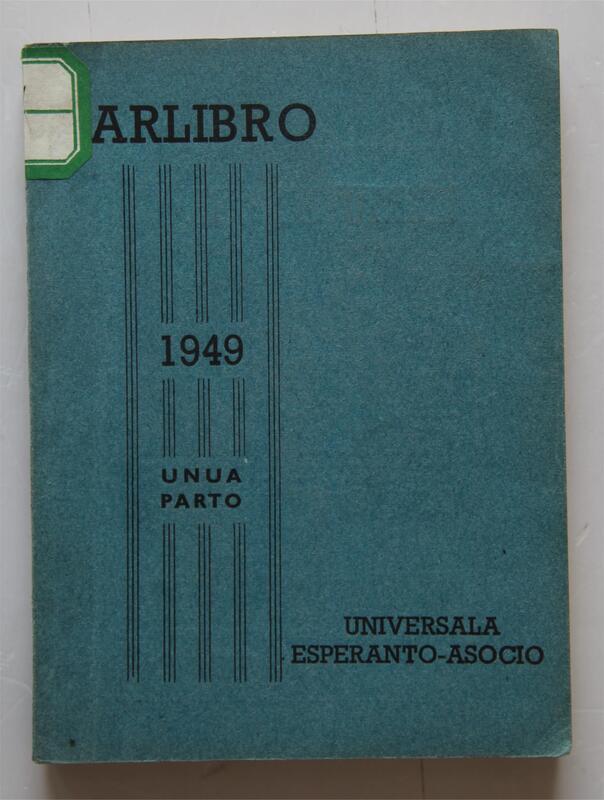 ARLIBRO
1949
UNUA
PARTO
UNIVERSALA
ESPERANTO-ASOCIO